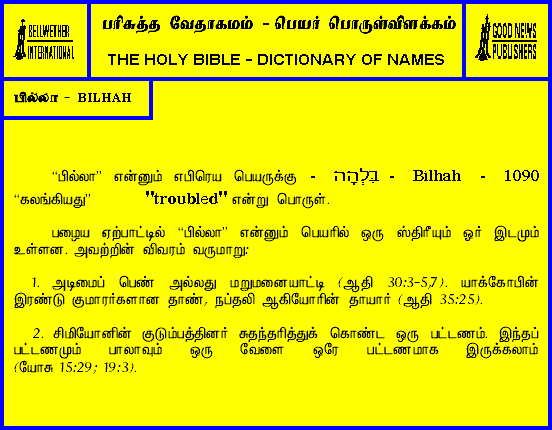 BELLWETHER
INTERNATIONAL
பரிசுத்த வேதாகமம் - பெயர் பொருள்விளக்கம்
THE HOLY BIBLE - DICTIONARY OF NAMES
GOOD NEWS
PUBLISHERS
பில்லா - BILHAH
“பில்லா” என்னும் எபிரெய பெயருக்கு - בִּלְהָה - Bilhah - 1090
“கலங்கியது” "troubled" என்று பொருள்.
பழைய ஏற்பாட்டில் “பில்லா” என்னும் பெயரில் ஒரு ஸ்திரீயும் ஓர் இடமும்
உள்ளன. அவற்றின் விவரம் வருமாறு:
1. அடிமைப் பெண் அல்லது மறுமனையாட்டி (ஆதி 30:3-5,7). யாக்கோபின்
இரண்டு குமாரர்களான தாண், நப்தலி ஆகியோரின் தாயார் (ஆதி 35:25).
2. சிமியோனின் குடும்பத்தினர் சுதந்தரித்துக் கொண்ட ஒரு பட்டணம். இந்தப்
பட்டணமும் பாலாவும் ஒரு வேளை ஒரே பட்டணமாக இருக்கலாம்
(யோசு 15:29; 19:3).